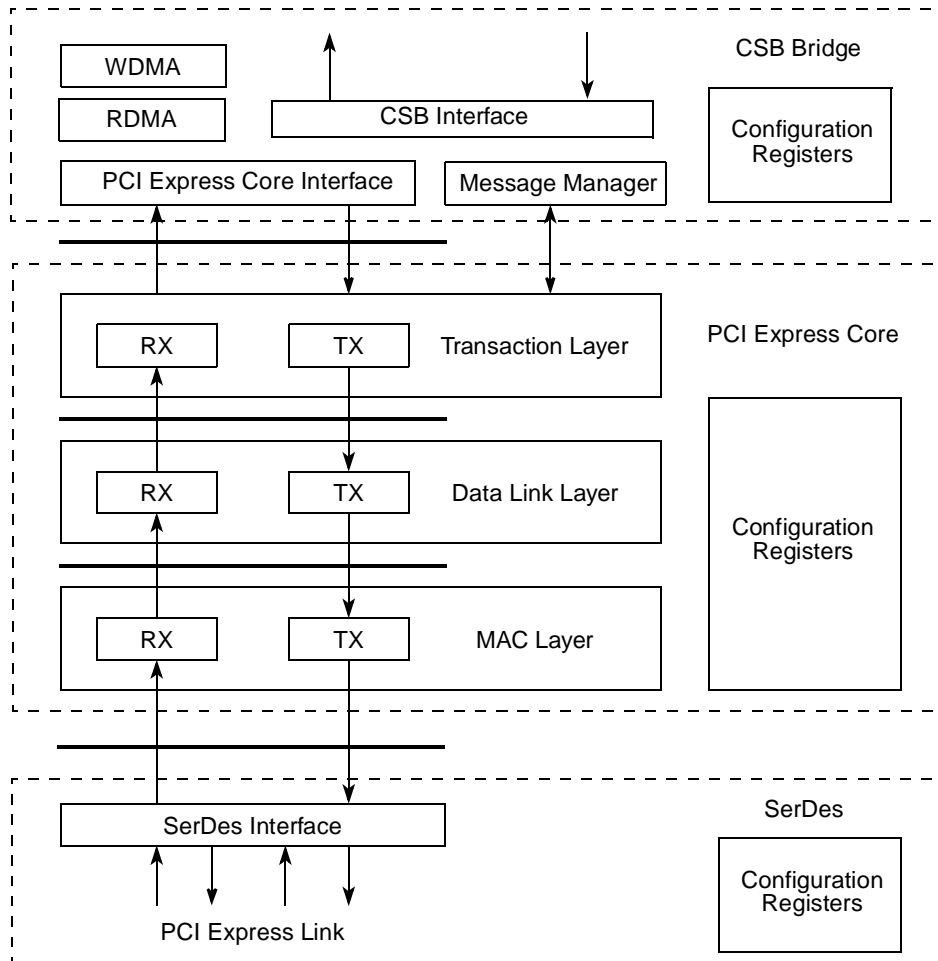 WDMA
CSB Bridge
RDMA
CSB Interface
Configuration
Registers
PCI Express Core Interface
Message Manager
PCI Express Core
RX
TX
Transaction Layer
RX
TX
Data Link Layer
Configuration
Registers
RX
TX
MAC Layer
SerDes
SerDes Interface
Configuration
Registers
PCI Express Link